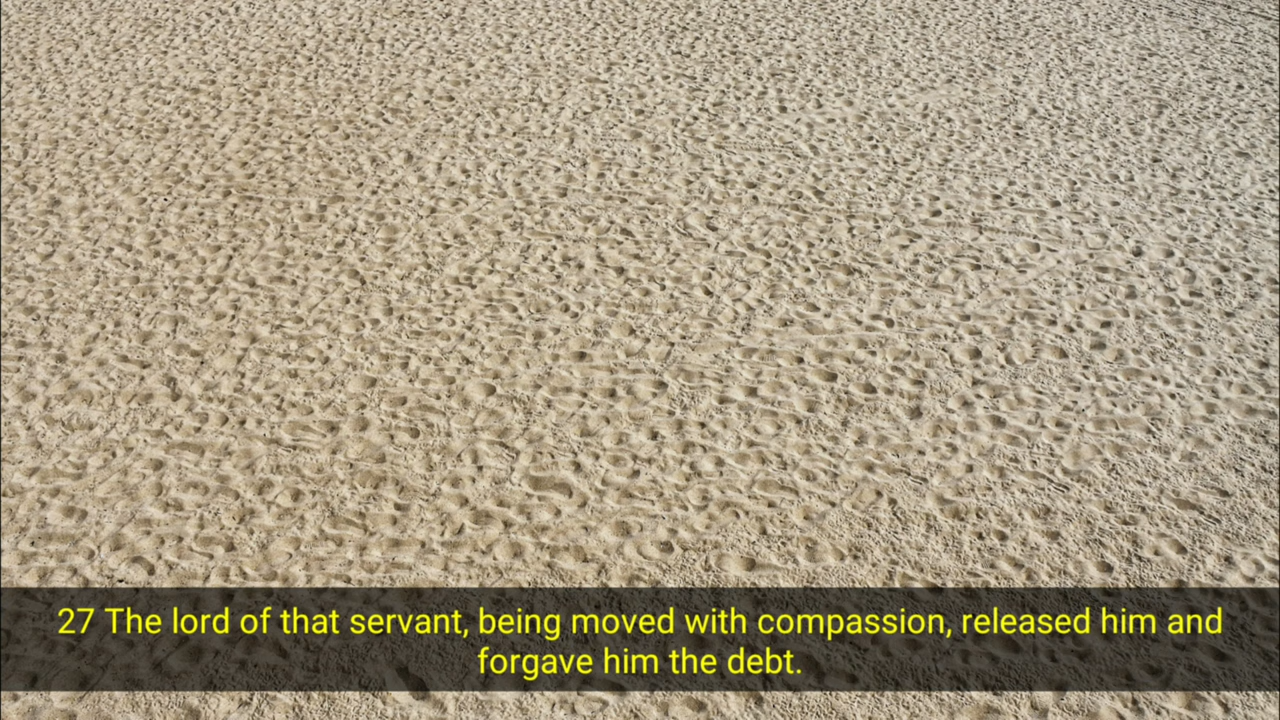 27 The lord of that servant, being moved with compassion, released him and
forgave him the debt.